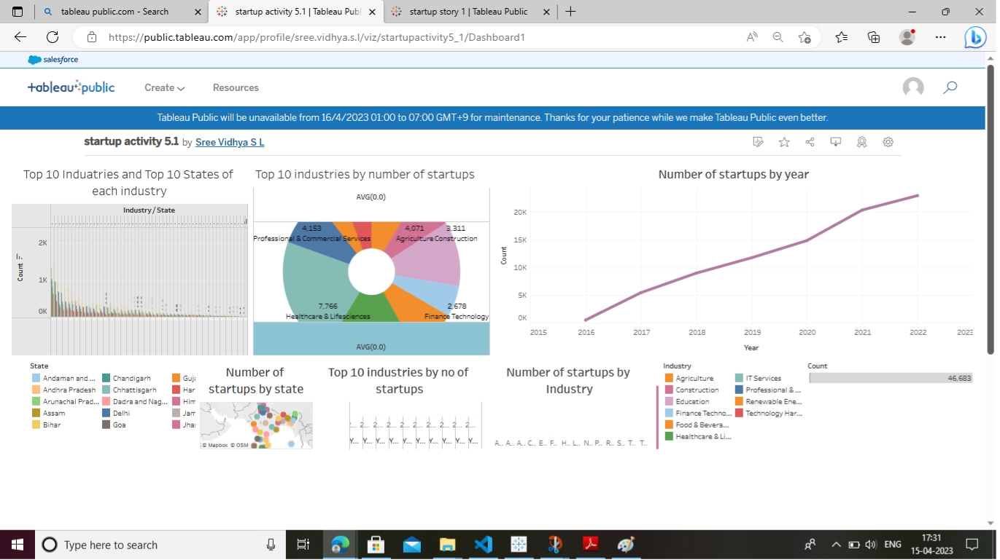 tableau public.com - Search
startup activity 5.1 | Tableau Publ
startup story 1 | Tableau Public
https://public.tableau.com/app/profile/sree.vidhya.s.l/viz/startupactivity5_1/Dashboard1
salesforce
tableau public
Create
Resources
Tableau Public will be unavailable from 16/4/2023 01:00 to 07:00 GMT+9 for maintenance. Thanks for your patience while we make Tableau Public even better.
startup activity 5.1 by Sree Vidhya S L
Top 10 Induatries and Top 10 States of
each industry
Industry / State
Count
2K
1K
0K
Top 10 industries by number of startups
AVG(0.0)
4,153
Professional & Commercial Services
4,071
Agriculture
3,311
Construction
7,766
Healthcare & Lifesciences
2,678
Finance Technology
AVG(0.0)
Number of startups by year
Count
20K
15K
10K
5K
0K
2015 2016 2017 2018 2019 2020 2021 2022 2023
Year
State
Andaman and ...
Andhra Pradesh
Arunachal Prad...
Assam
Bihar
Chandigarh
Chhattisgarh
Dadra and Nag...
Delhi
Goa
Guja
Har
Him
Jam
Jhar
Number of
startups by state
© Mapbox © OSM
Top 10 industries by no of
startups
2... 2... 2... 2... 2... 2... 2... 2... 2...
Y... Y... Y... Y... Y... Y... Y... Y... Y... Y...
Number of startups by
Industry
A.. A.. A.. C.. E.. F.. H.. L.. N.. P.. R.. S.. T.. T..
Industry
Agriculture
Construction
Education
Finance Techno...
Food & Bevera...
Healthcare & Li...
IT Services
Professional & ...
Renewable Ene...
Technology Har...
Count
46,683
Type here to search
ENG
17:31
15-04-2023